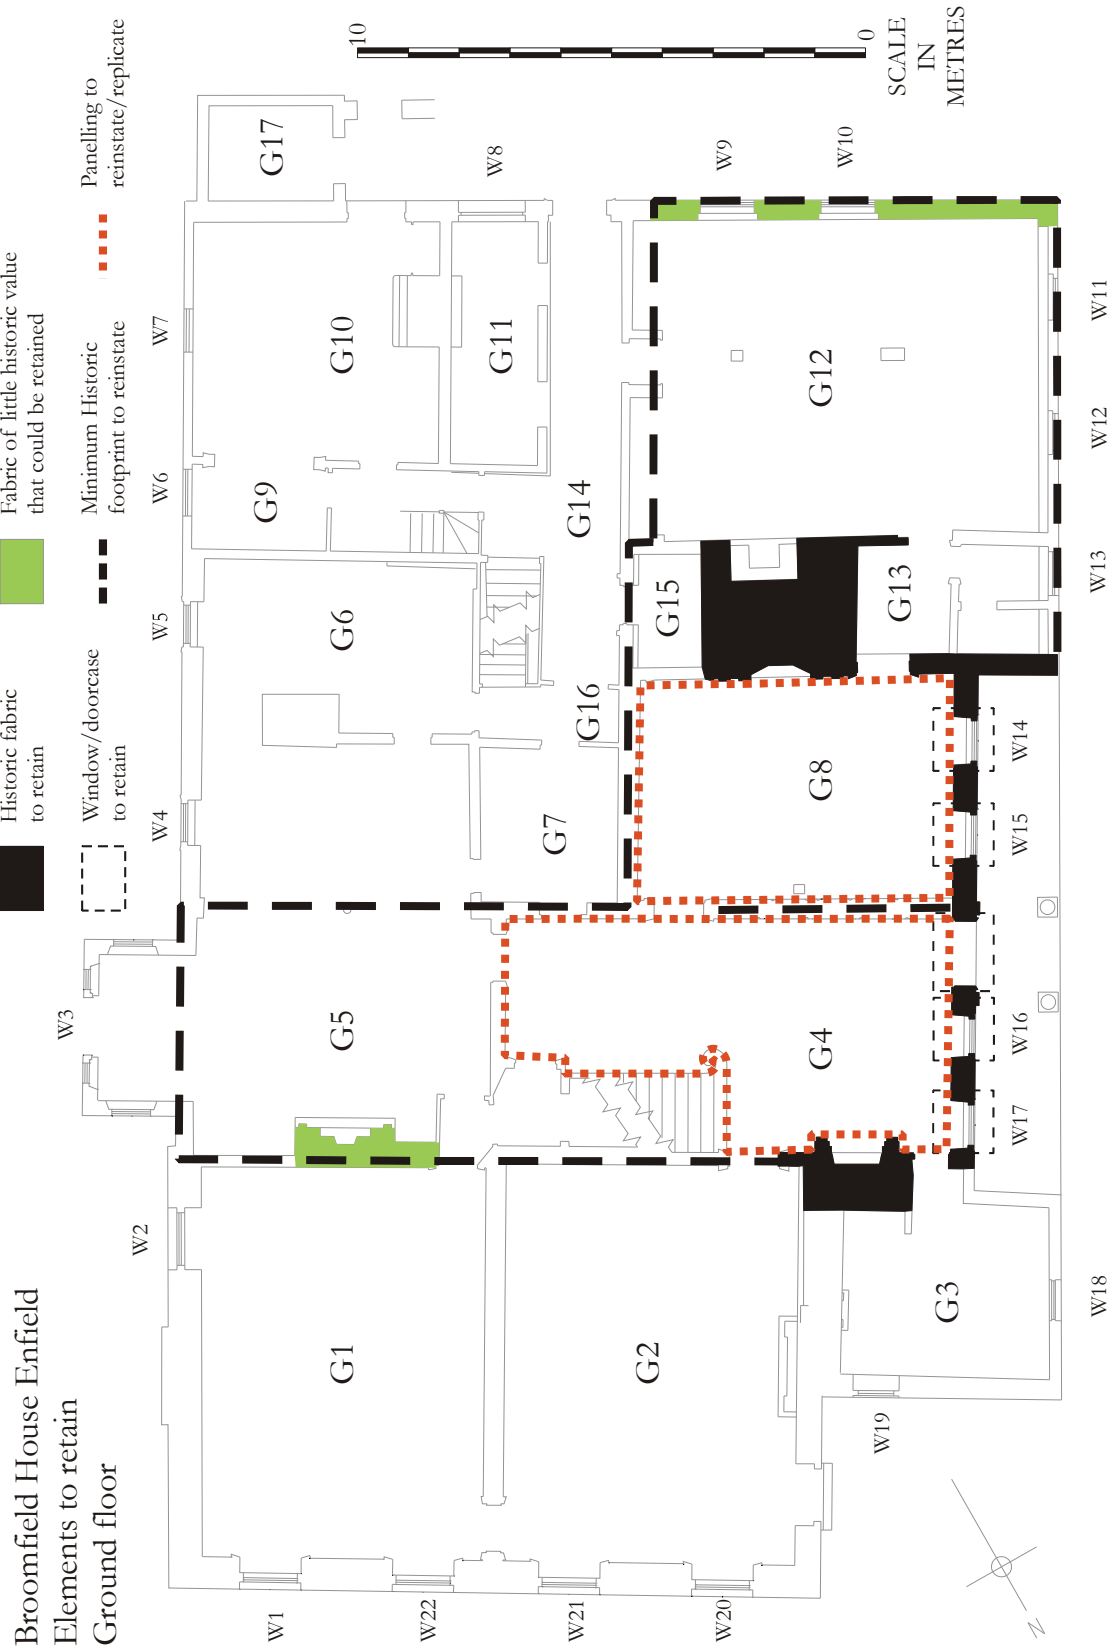 Broomfield House Enfield
Elements to retain
Ground floor
Historic fabric
to retain
Fabric of little historic value
that could be retained
Window/doorcase
to retain
Minimum Historic
footprint to reinstate
Panelling to
reinstate/replicate
W2
W3
W4
W5
W6
W7
G17
10
0
SCALE
IN
METRES
W1
W22
W21
W20
G1
G2
G3
G5
G4
G6
G7
G16
G9
G10
G11
G14
W8
G15
G13
G8
G12
W9
W10
W19
W18
W17
W16
W15
W14
W13
W12
W11
N